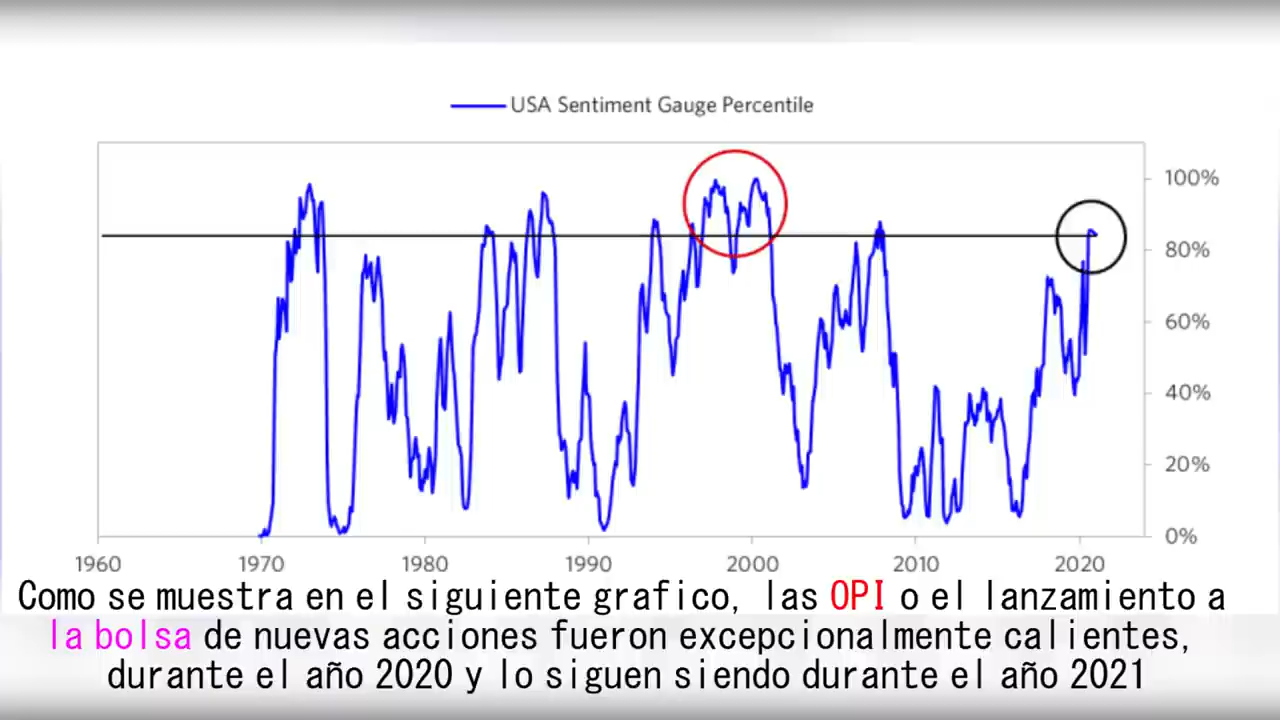 USA Sentiment Gauge Percentile
100%
80%
60%
40%
20%
0%
1960 1970 1980 1990 2000 2010 2020
Como se muestra en el siguiente grafico, las OPI o el lanzamiento a
la bolsa de nuevas acciones fueron excepcionalmente calientes,
durante el año 2020 y lo siguen siendo durante el año 2021